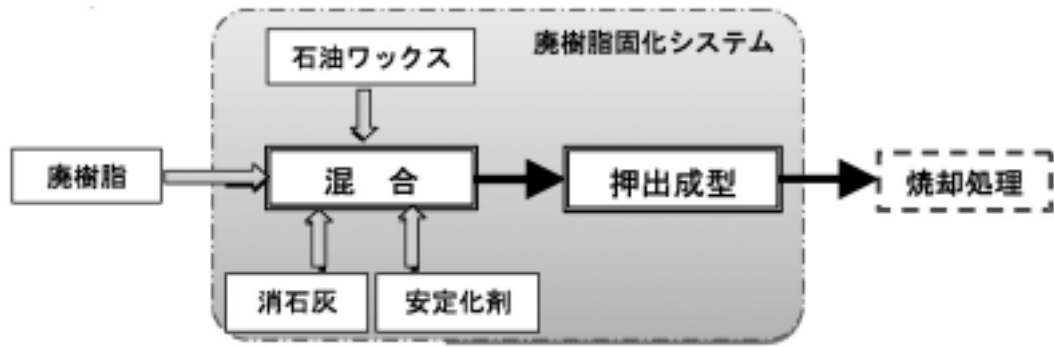 廃樹脂固化システム
石油ワックス
廃樹脂
混 合
押出成型
焼却処理
消石灰
安定化剤